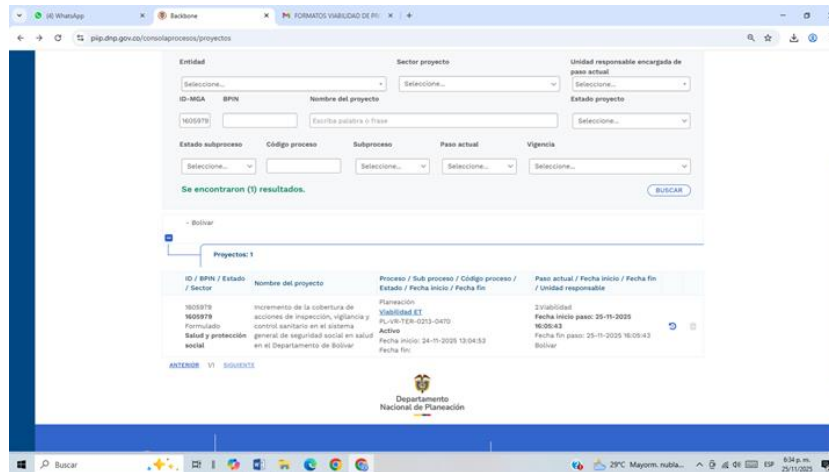 (4) WhatsApp
Backbone
FORMATOS VIABILIDAD DE
piip.dnp.gov.co/consolaprocesos/proyectos
Entidad
Sector proyecto
Unidad responsable encargada de paso actual
Seleccione...
Seleccione...
Seleccione...
ID-MGA
BPIN
Nombre del proyecto
Estado proyecto
1605979
Escriba palabra o frase
Seleccione...
Estado subproceso
Código proceso
Subproceso
Paso actual
Vigencia
Seleccione...
Seleccione...
Seleccione...
Seleccione...
Se encontraron (1) resultados.
BUSCAR
- Bolívar
Proyectos: 1
ID / BPIN / Estado / Sector
Nombre del proyecto
Proceso / Sub proceso / Código proceso / Estado / Fecha inicio / Fecha fin
Paso actual / Fecha inicio / Fecha fin / Unidad responsable
1605979
1605979
Formulado
Salud y protección
social
Incremento de la cobertura de
acciones de inspección, vigilancia y
control sanitario en el sistema
general de seguridad social en salud
en el Departamento de Bolívar
Planeación
Viabilidad ET
PL-VR-TER-0213-0470
Activo
Fecha inicio: 24-11-2025 13:04:53
Fecha fin:
2.Viabilidad
Fecha inicio paso: 25-11-2025
16:05:43
Fecha fin paso: 25-11-2025 16:05:43
Bolívar
ANTERIOR 1/1 SIGUIENTE
Departamento
Nacional de Planeación
Buscar
29°C Mayorm. nubla...
ESP
6:34 p. m.
25/11/2025